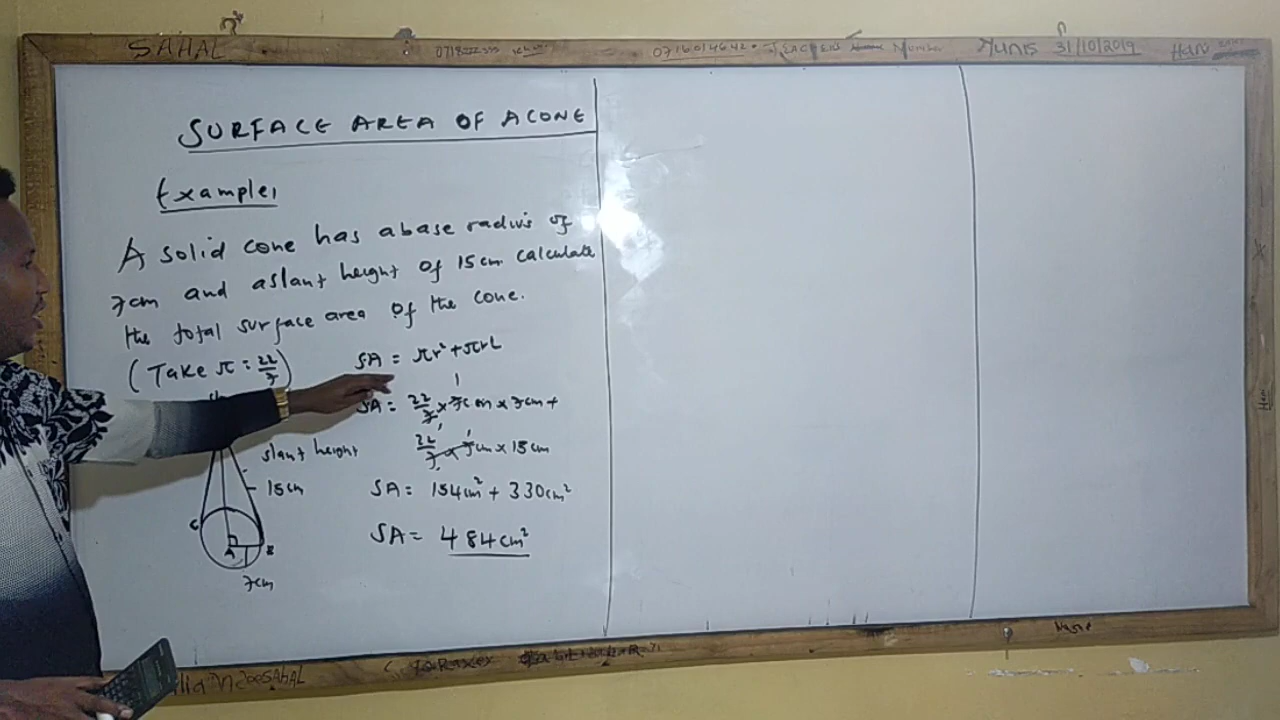 SAHAL
Yunis 31/10/2019 Hani
SURFACE AREA OF A CONE
Example1
A solid cone has a base radius of
7cm and a slant height of 15cm calculate
the total surface area of the cone.
(Take π = 22/7)
SA = πr² + πrL
SA = 22/7 × 7cm × 7cm +
22/7 × 7cm × 15cm
SA = 154cm² + 330cm²
SA = 484cm²
slant height
15cm
C
A B
7cm
SAHAL